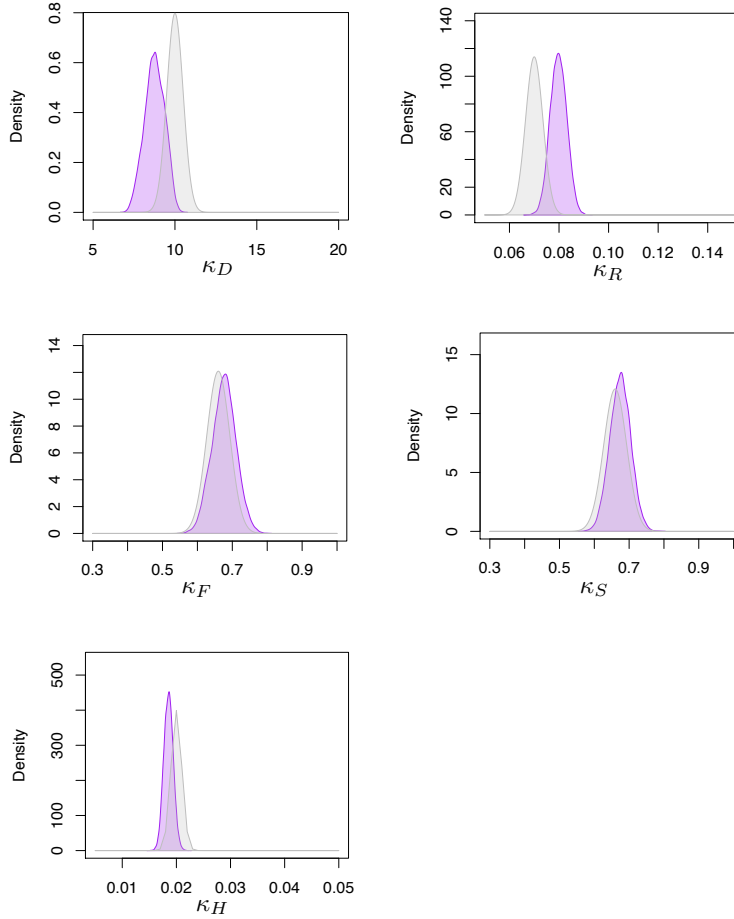 0.0 0.2 0.4 0.6 0.8
Density
5 10 15 20
κ_D
0 20 60 100 140
Density
0.06 0.08 0.10 0.12 0.14
κ_R
0 2 4 6 8 10 14
Density
0.3 0.5 0.7 0.9
κ_F
0 5 10 15
Density
0.3 0.5 0.7 0.9
κ_S
0 100 300 500
Density
0.01 0.02 0.03 0.04 0.05
κ_H